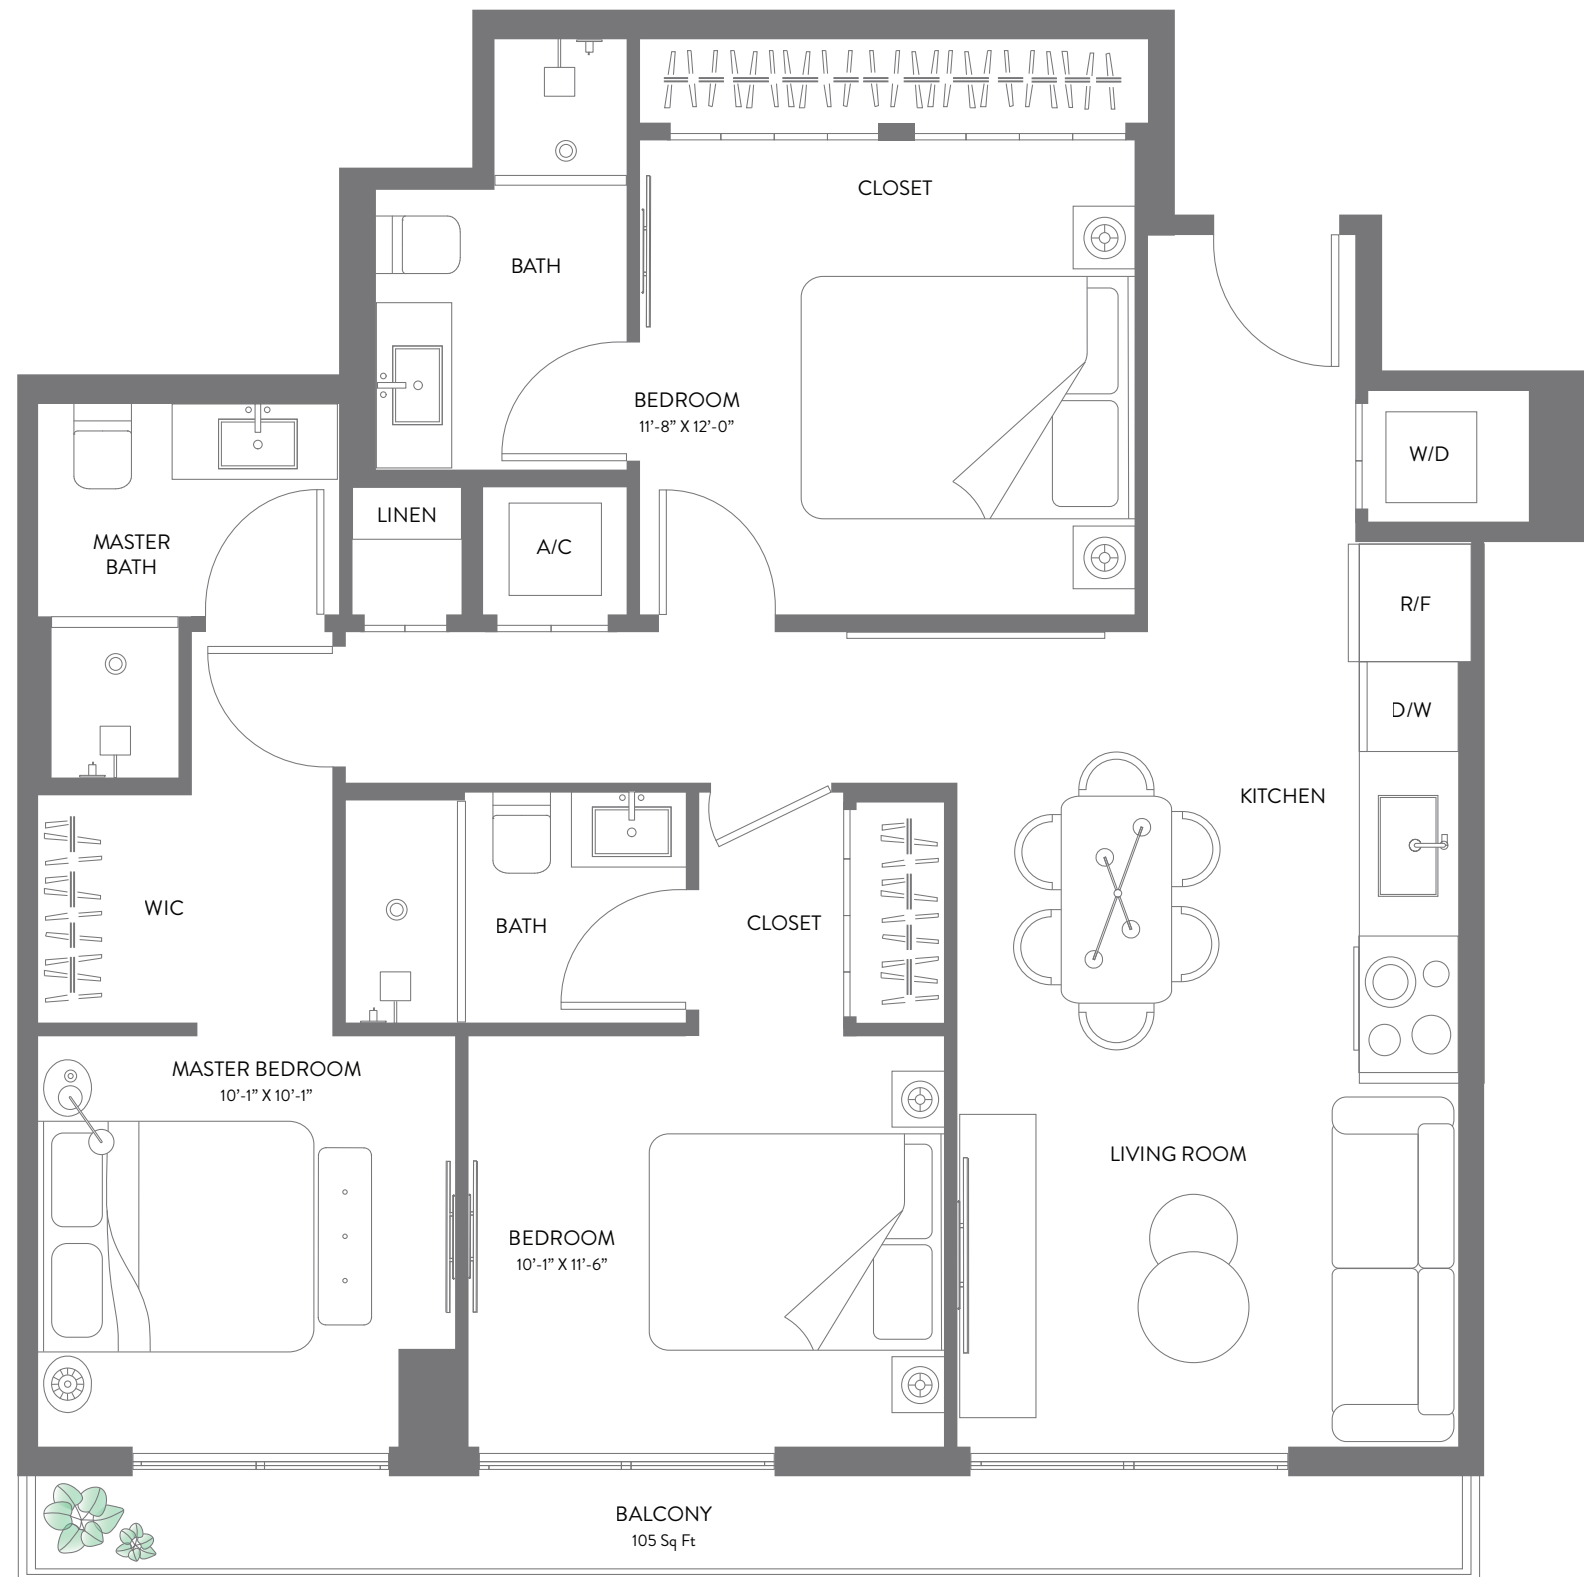 CLOSET
BATH
BEDROOM
11’-8” X 12’-0”
W/D
LINEN
A/C
MASTER
BATH
R/F
D/W
KITCHEN
WIC
BATH
CLOSET
MASTER BEDROOM
10’-1” X 10’-1”
LIVING ROOM
BEDROOM
10’-1” X 11’-6”
BALCONY
105 Sq Ft